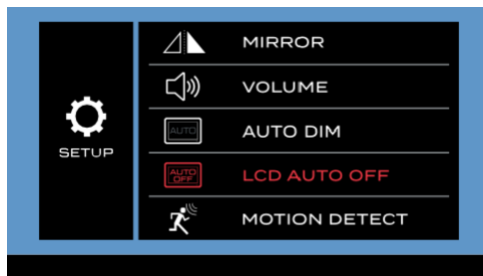 MIRROR
VOLUME
AUTO
AUTO DIM
SETUP
AUTO
OFF
LCD AUTO OFF
MOTION DETECT